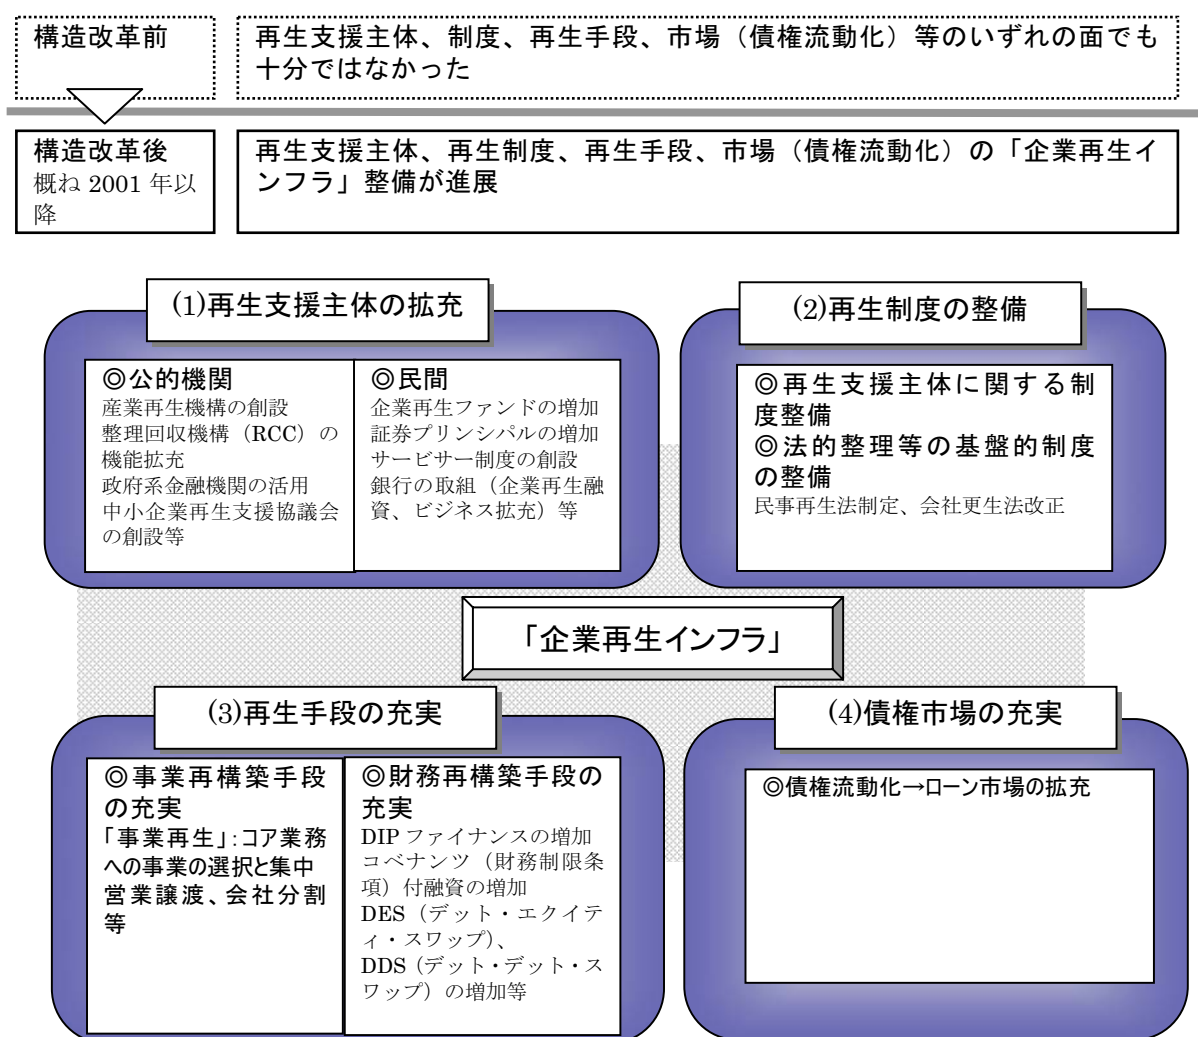 構造改革前
再生支援主体、制度、再生手段、市場（債権流動化）等のいずれの面でも
十分ではなかった
構造改革後
概ね 2001 年以
降
再生支援主体、再生制度、再生手段、市場（債権流動化）の「企業再生イ
ンフラ」整備が進展
(1)再生支援主体の拡充
◎公的機関
産業再生機構の創設
整理回収機構（RCC）の
機能拡充
政府系金融機関の活用
中小企業再生支援協議会
の創設等
◎民間
企業再生ファンドの増加
証券プリンシパルの増加
サービサー制度の創設
銀行の取組（企業再生融
資、ビジネス拡充）等
(2)再生制度の整備
◎再生支援主体に関する制
度整備
◎法的整理等の基盤的制度
の整備
民事再生法制定、会社更生法改正
「企業再生インフラ」
(3)再生手段の充実
◎事業再構築手段
の充実
「事業再生」：コア業務
への事業の選択と集中
営業譲渡、会社分割
等
◎財務再構築手段の
充実
DIP ファイナンスの増加
コベナンツ（財務制限条
項）付融資の増加
DES（デット・エクイテ
ィ・スワップ）、
DDS（デット・デット・ス
ワップ）の増加等
(4)債権市場の充実
◎債権流動化→ローン市場の拡充